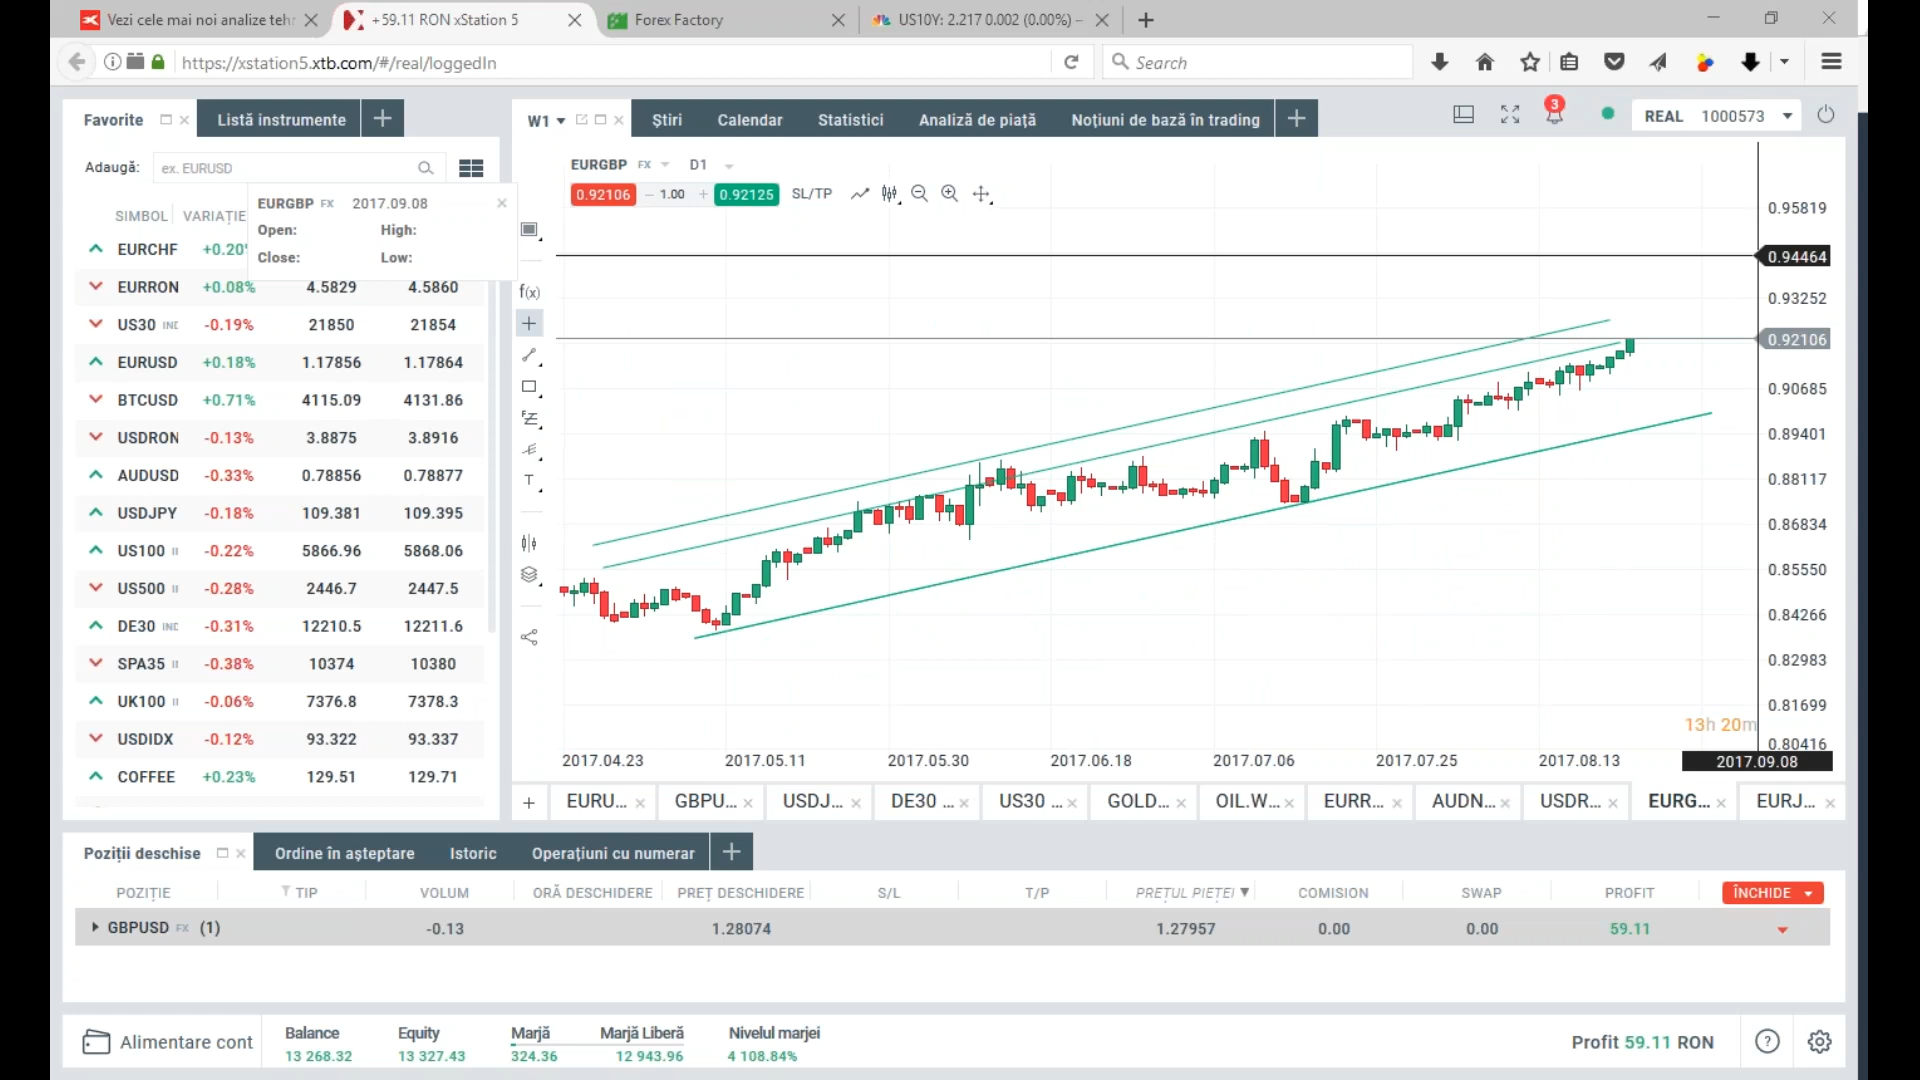 Vezi cele mai noi analize tehn
+59.11 RON xStation 5
Forex Factory
US10Y: 2.217 0.002 (0.00%) –
https://xstation5.xtb.com/#/real/loggedIn
Search
Favorite
Listă instrumente
W1
Știri
Calendar
Statistici
Analiză de piață
Noțiuni de bază în trading
3
REAL 1000573
Adaugă:
ex. EURUSD
EURGBP FX D1
0.92106 – 1.00 + 0.92125 SL/TP
EURGBP FX 2017.09.08
Open: High:
Close: Low:
SIMBOL VARIAȚIE
EURCHF +0.20
EURRON +0.08% 4.5829 4.5860
US30 IND -0.19% 21850 21854
EURUSD +0.18% 1.17856 1.17864
BTCUSD +0.71% 4115.09 4131.86
USDRON -0.13% 3.8875 3.8916
AUDUSD -0.33% 0.78856 0.78877
USDJPY -0.18% 109.381 109.395
US100 -0.22% 5866.96 5868.06
US500 -0.28% 2446.7 2447.5
DE30 IND -0.31% 12210.5 12211.6
SPA35 -0.38% 10374 10380
UK100 -0.06% 7376.8 7378.3
USDIDX -0.12% 93.322 93.337
COFFEE +0.23% 129.51 129.71
f(x)
T
0.95819
0.94464
0.93252
0.92106
0.90685
0.89401
0.88117
0.86834
0.85550
0.84266
0.82983
0.81699
0.80416
13h 20m
2017.04.23 2017.05.11 2017.05.30 2017.06.18 2017.07.06 2017.07.25 2017.08.13 2017.09.08
EURU... GBPU... USDJ... DE30 ... US30 ... GOLD... OIL.W... EURR... AUDN... USDR... EURG... EURJ...
Poziții deschise
Ordine în așteptare
Istoric
Operațiuni cu numerar
POZIȚIE TIP VOLUM ORĂ DESCHIDERE PREȚ DESCHIDERE S/L T/P PREȚUL PIEȚEI COMISION SWAP PROFIT ÎNCHIDE
GBPUSD FX (1) -0.13 1.28074 1.27957 0.00 0.00 59.11
Alimentare cont
Balance Equity Marjă Marjă Liberă Nivelul marjei
13 268.32 13 327.43 324.36 12 943.96 4 108.84%
Profit 59.11 RON